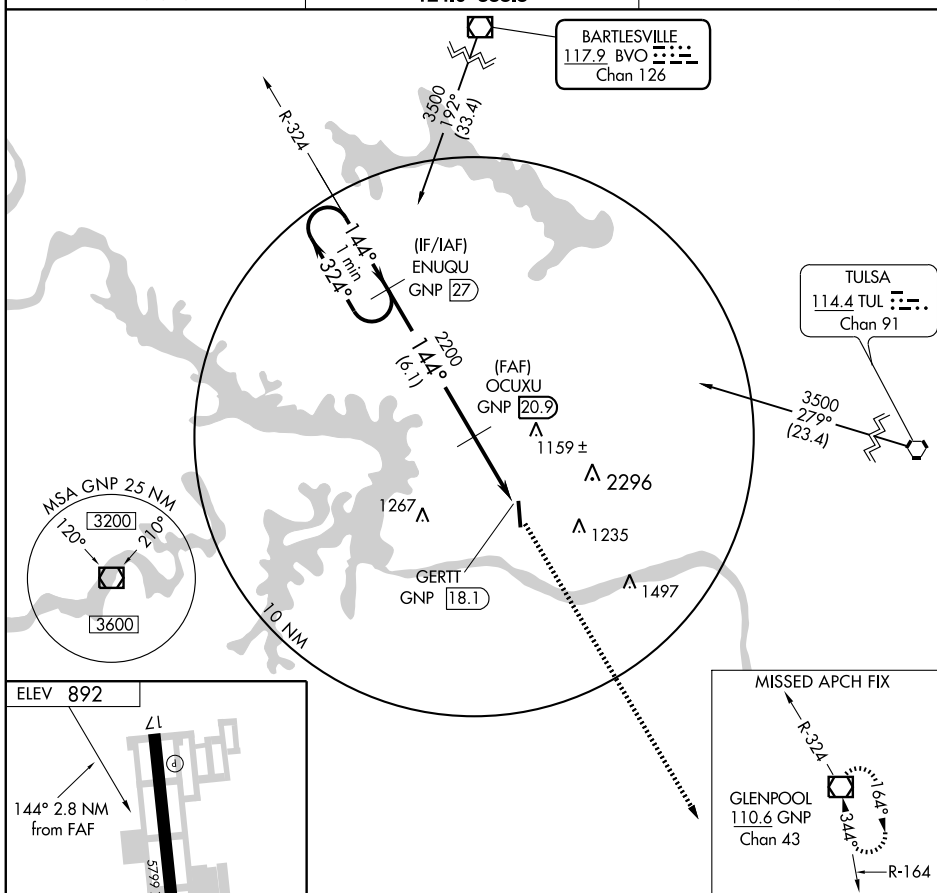 BARTLESVILLE
117.9 BVO
Chan 126
3500
192°
(33.4)
R-324
144°
1 min
324°
(IF/IAF)
ENUQU
GNP 27
2200
144°
(6.1)
(FAF)
OCUXU
GNP 20.9
TULSA
114.4 TUL
Chan 91
3500
279°
(23.4)
1159 ±
2296
1267
1235
1497
GERTT
GNP 18.1
10 NM
MSA GNP 25 NM
120°
3200
210°
3600
ELEV 892
17
P
144° 2.8 NM
from FAF
5799
MISSED APCH FIX
R-324
GLENPOOL
110.6 GNP
Chan 43
164°
344°
R-164